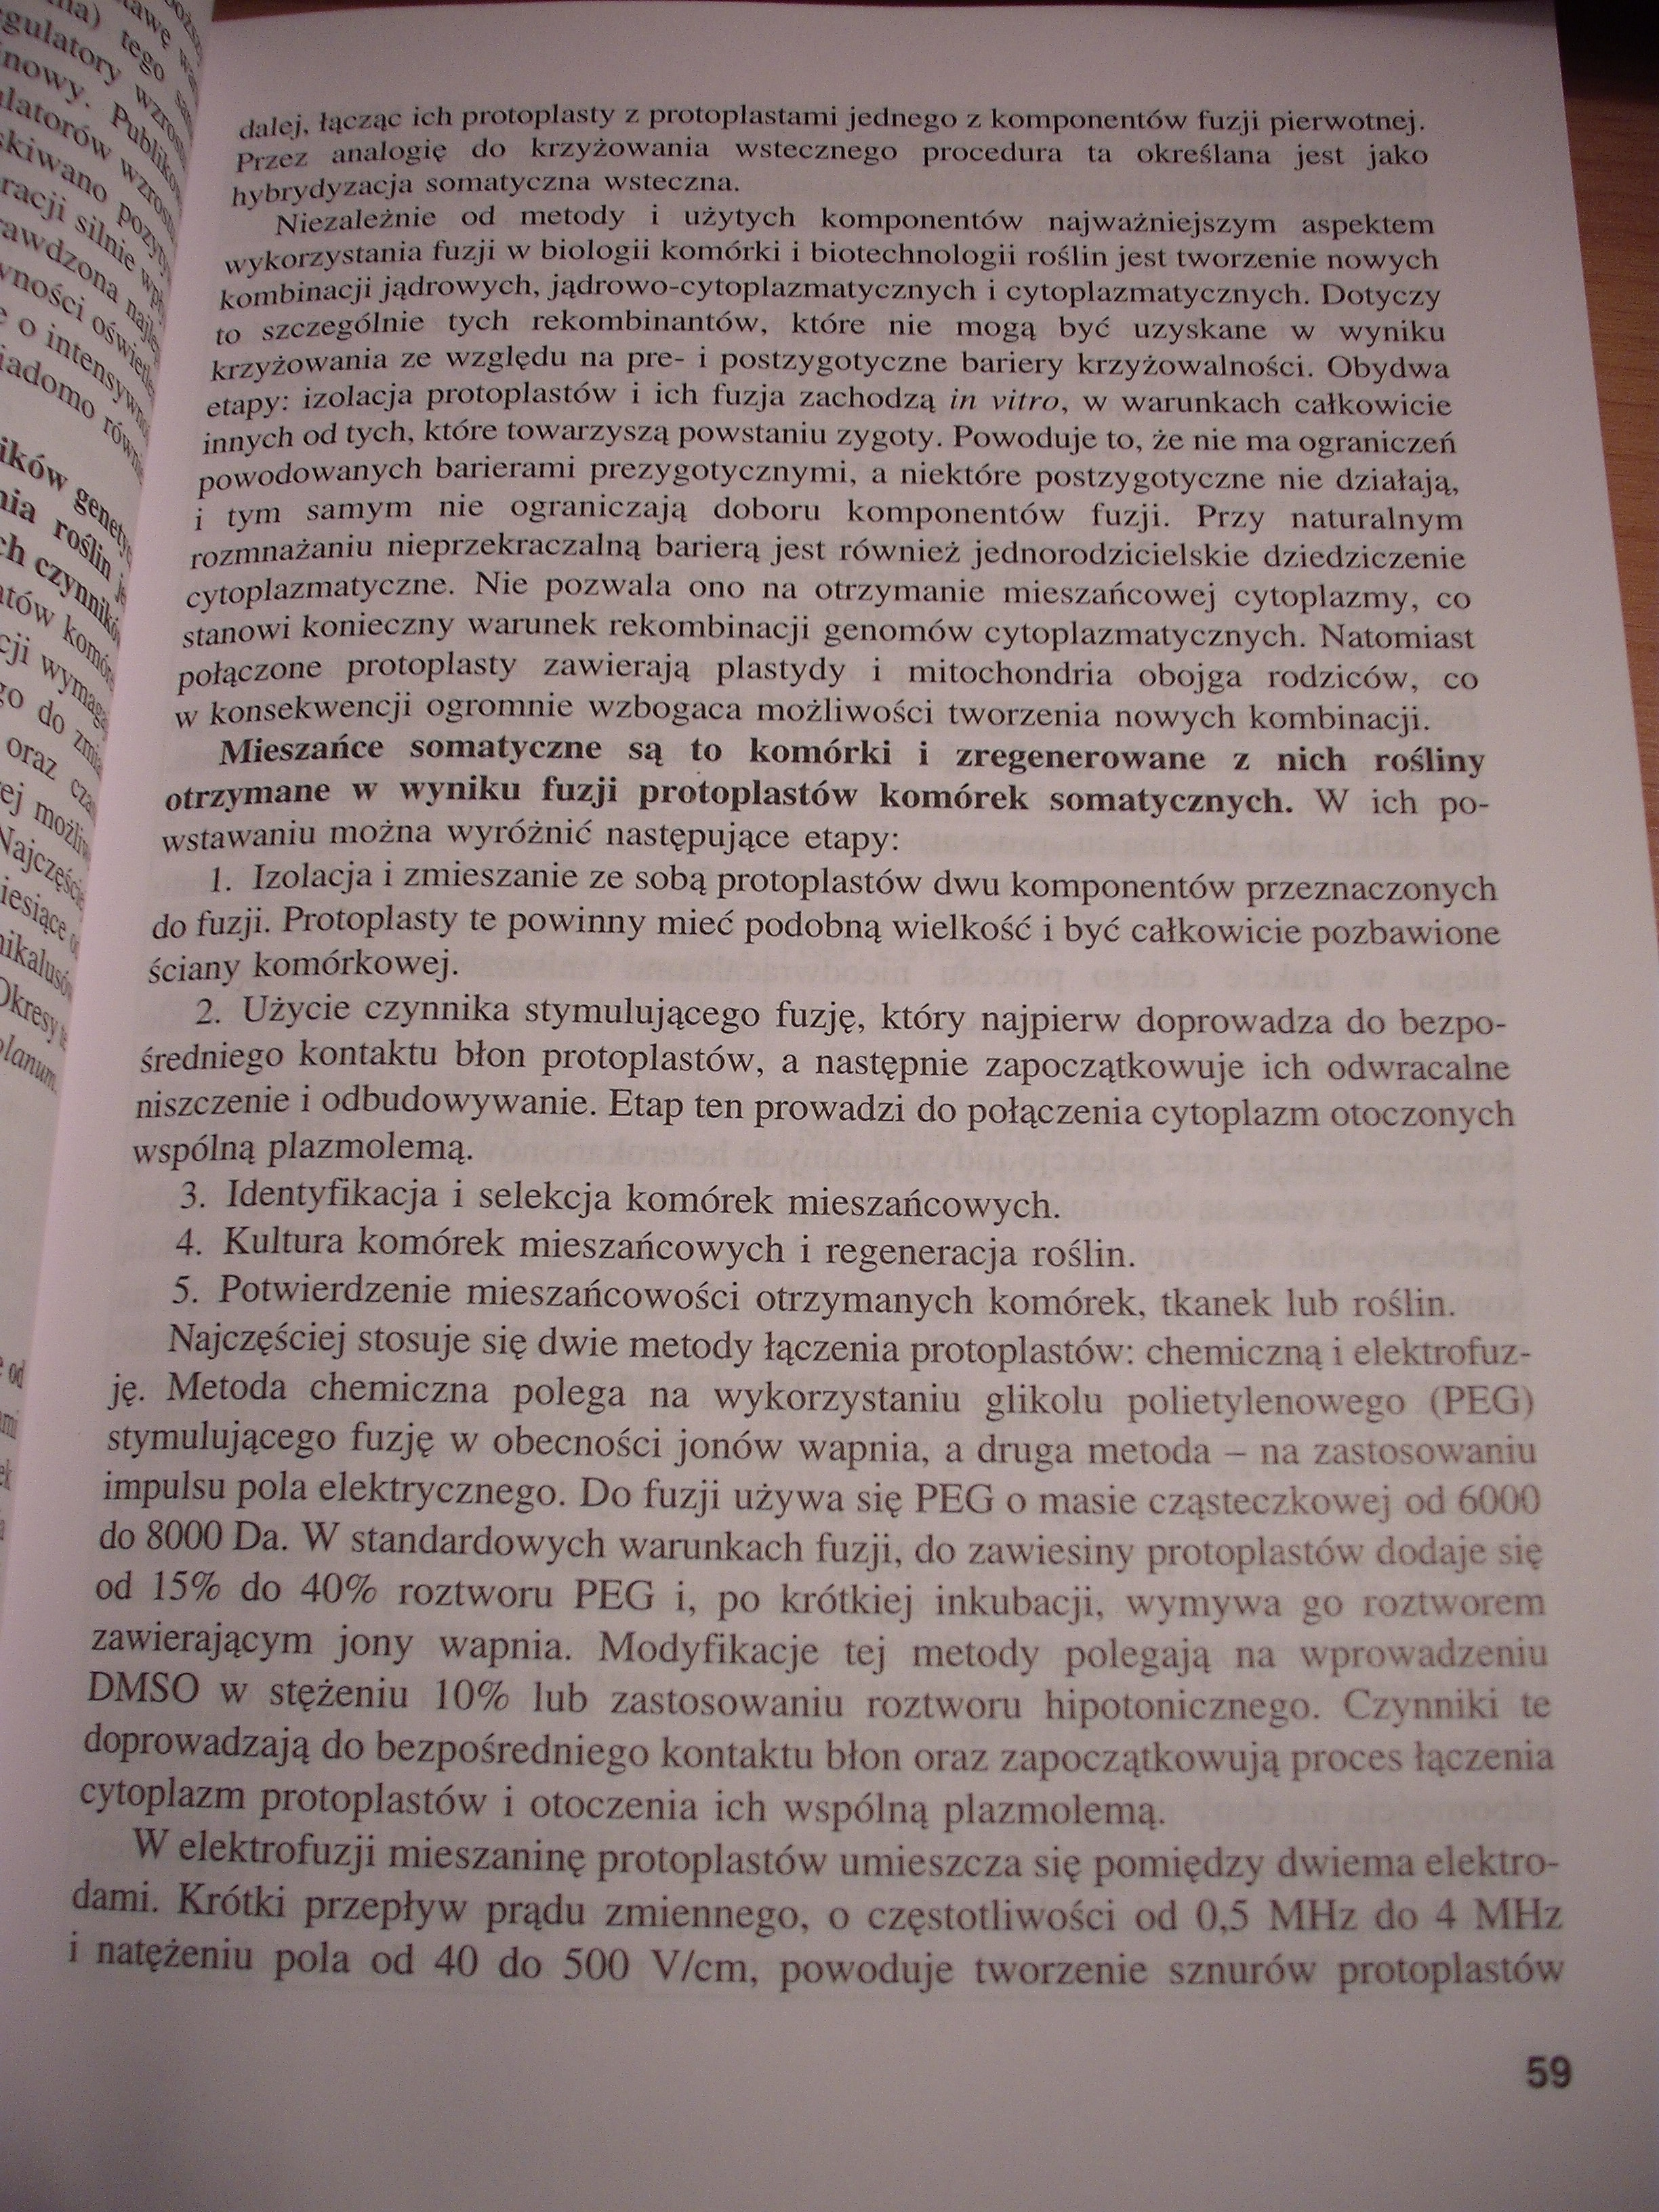 dalej, łącząc ich protoplasty z protoplastami jednego z komponentów fuzji pierwotnej.
Przez analogię do krzyżowania wstecznego procedura ta określana jest jako
hybrydyzacja somatyczna wsteczna.
Niezależnie od metody i użytych komponentów najważniejszym aspektem
wykorzystania fuzji w biologii komórki i biotechnologii roślin jest tworzenie nowych
kombinacji jądrowych, jądrowo-cytoplazmatycznych i cytoplazmatycznych. Dotyczy
to szczególnie tych rekombinantów, które nie mogą być uzyskane w wyniku
krzyżowania ze względu na pre- i postzygotyczne bariery krzyżowalności. Obydwa
etapy: izolacja protoplastów i ich fuzja zachodzą in vitro, w warunkach całkowicie
innych od tych, które towarzyszą powstaniu zygoty. Powoduje to, że nie ma ograniczeń
powodowanych barierami prezygotycznymi, a niektóre postzygotyczne nie działają,
i tym samym nie ograniczają doboru komponentów fuzji. Przy naturalnym
rozmnażaniu nieprzekraczalną barierą jest również jednorodzicielskie dziedziczenie
cytoplazmatyczne. Nie pozwala ono na otrzymanie mieszańcowej cytoplazmy, co
stanowi konieczny warunek rekombinacji genomów cytoplazmatycznych. Natomiast
połączone protoplasty zawierają plastydy i mitochondria obojga rodziców, co
w konsekwencji ogromnie wzbogaca możliwości tworzenia nowych kombinacji.
Mieszańce somatyczne są to komórki i zregenerowane z nich rośliny
otrzymane w wyniku fuzji protoplastów komórek somatycznych. W ich po-
wstawaniu można wyróżnić następujące etapy:
1. Izolacja i zmieszanie ze sobą protoplastów dwu komponentów przeznaczonych
do fuzji. Protoplasty te powinny mieć podobną wielkość i być całkowicie pozbawione
ściany komórkowej.
2. Użycie czynnika stymulującego fuzję, który najpierw doprowadza do bezpo-
średniego kontaktu błon protoplastów, a następnie zapoczątkowuje ich odwracalne
niszczenie i odbudowywanie. Etap ten prowadzi do połączenia cytoplazm otoczonych
wspólną plazmolemą.
3. Identyfikacja i selekcja komórek mieszańcowych.
4. Kultura komórek mieszańcowych i regeneracja roślin.
5. Potwierdzenie mieszańcowości otrzymanych komórek, tkanek lub roślin.
Najczęściej stosuje się dwie metody łączenia protoplastów: chemiczną i elektrofuz-
ję. Metoda chemiczna polega na wykorzystaniu glikolu polietylenowego (PEG)
stymulującego fuzję w obecności jonów wapnia, a druga metoda – na zastosowaniu
impulsu pola elektrycznego. Do fuzji używa się PEG o masie cząsteczkowej od 6000
do 8000 Da. W standardowych warunkach fuzji, do zawiesiny protoplastów dodaje się
od 15% do 40% roztworu PEG i, po krótkiej inkubacji, wymywa go roztworem
zawierającym jony wapnia. Modyfikacje tej metody polegają na wprowadzeniu
DMSO w stężeniu 10% lub zastosowaniu roztworu hipotonicznego. Czynniki te
doprowadzają do bezpośredniego kontaktu błon oraz zapoczątkowują proces łączenia
cytoplazm protoplastów i otoczenia ich wspólną plazmolemą.
W elektrofuzji mieszaninę protoplastów umieszcza się pomiędzy dwiema elektro-
dami. Krótki przepływ prądu zmiennego, o częstotliwości od 0,5 MHz do 4 MHz
i natężeniu pola od 40 do 500 V/cm, powoduje tworzenie sznurów protoplastów
59